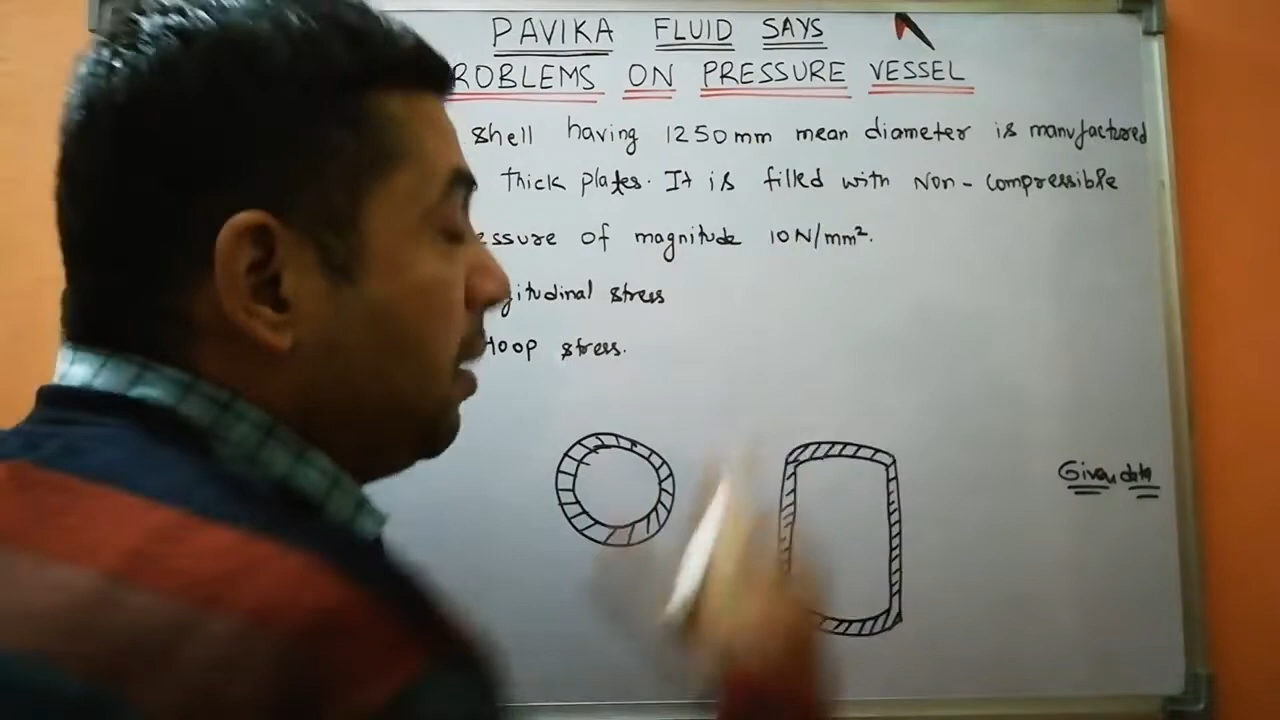 PAVIKA FLUID SAYS
ROBLEMS ON PRESSURE VESSEL
shell having 1250mm mean diameter is manufactured
thick plates. It is filled with Non-compressible
essure of magnitude 10N/mm².
gitudinal stress
Hoop stress.
Given data